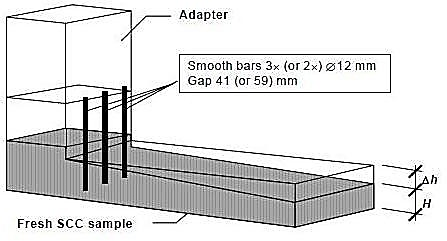 Adapter
Smooth bars 3× (or 2×) ⌀12 mm
Gap 41 (or 59) mm
Δh
H
Fresh SCC sample